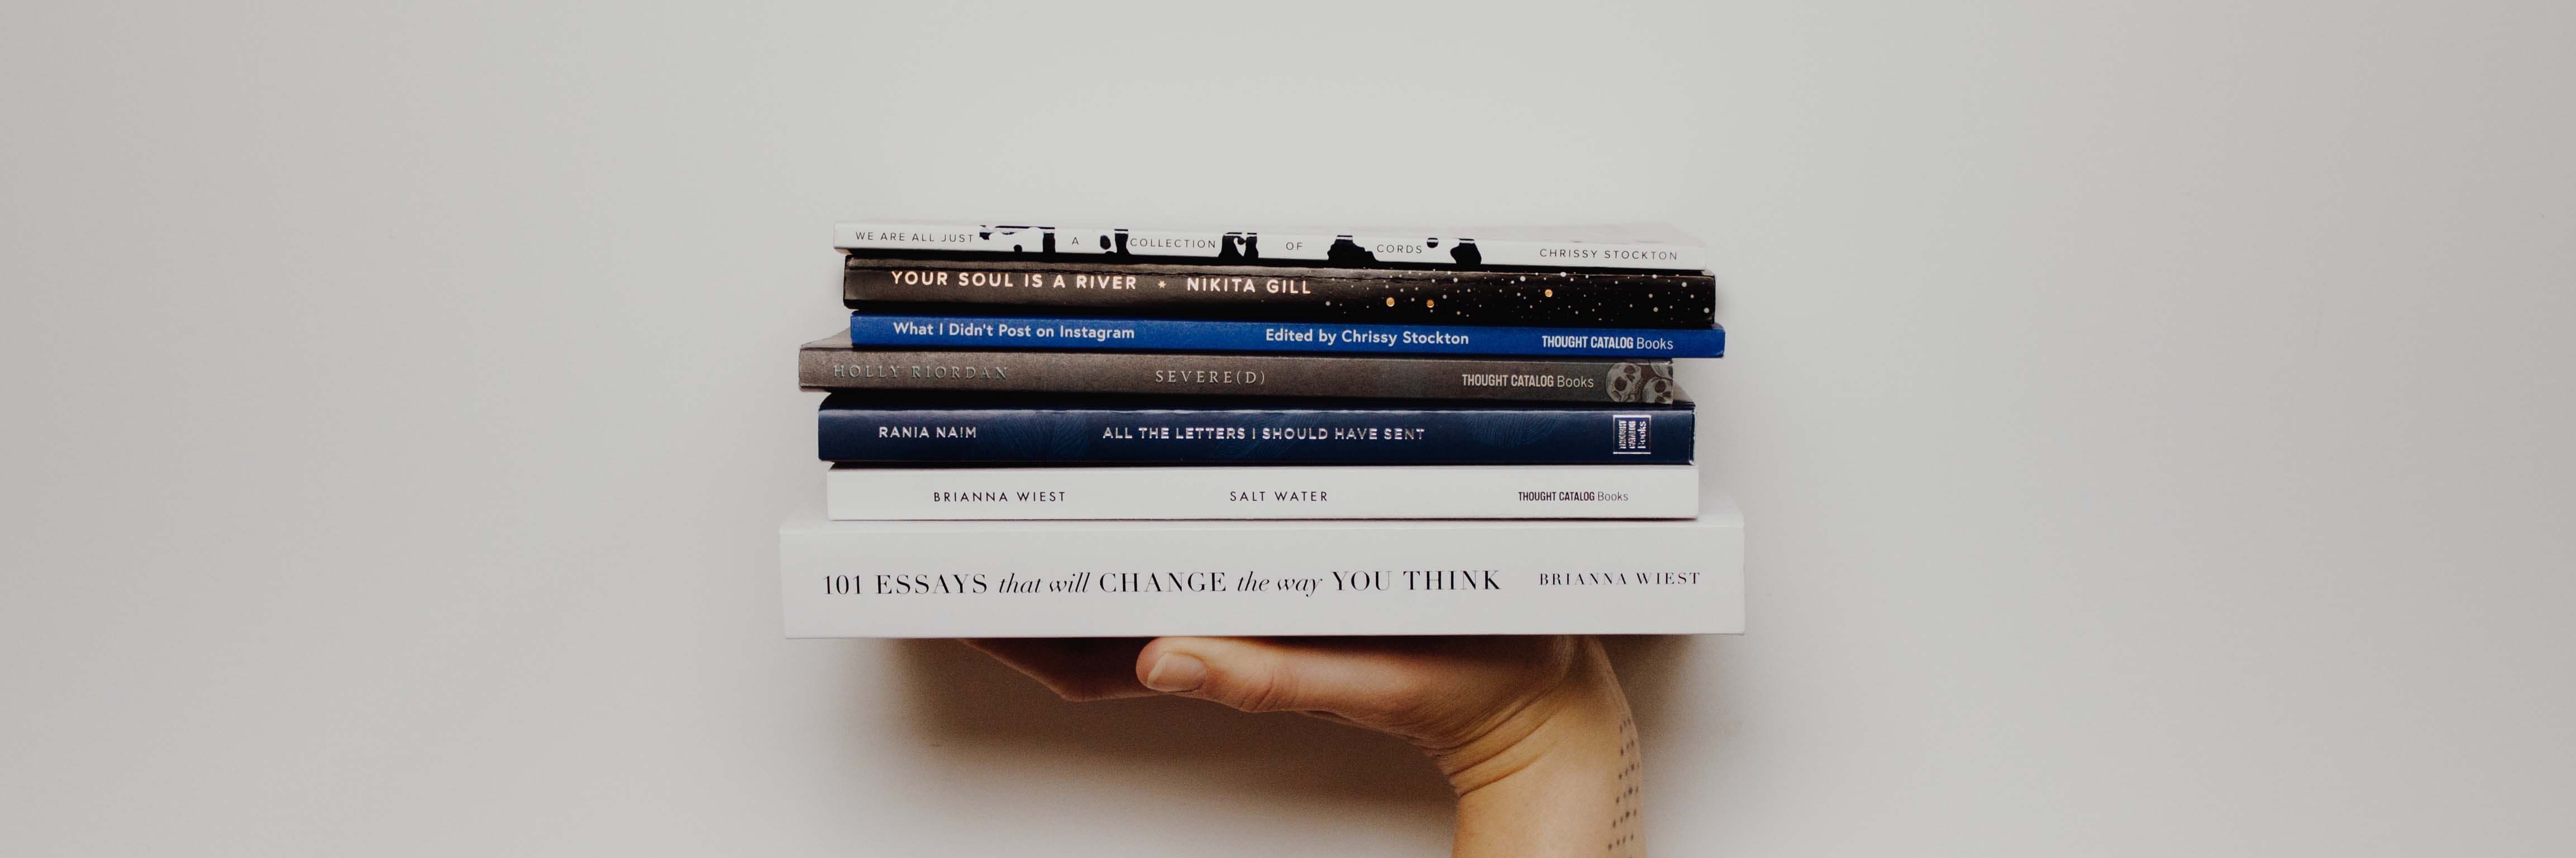 WE ARE ALL JUST A COLLECTION OF CORDS CHRISSY STOCKTON
YOUR SOUL IS A RIVER * NIKITA GILL
What I Didn't Post on Instagram Edited by Chrissy Stockton THOUGHT CATALOG Books
HOLLY RIORDAN SEVERE(D) THOUGHT CATALOG Books
RANIA NAIM ALL THE LETTERS I SHOULD HAVE SENT THOUGHT CATALOG Books
BRIANNA WIEST SALT WATER THOUGHT CATALOG Books
101 ESSAYS that will CHANGE the way YOU THINK BRIANNA WIEST